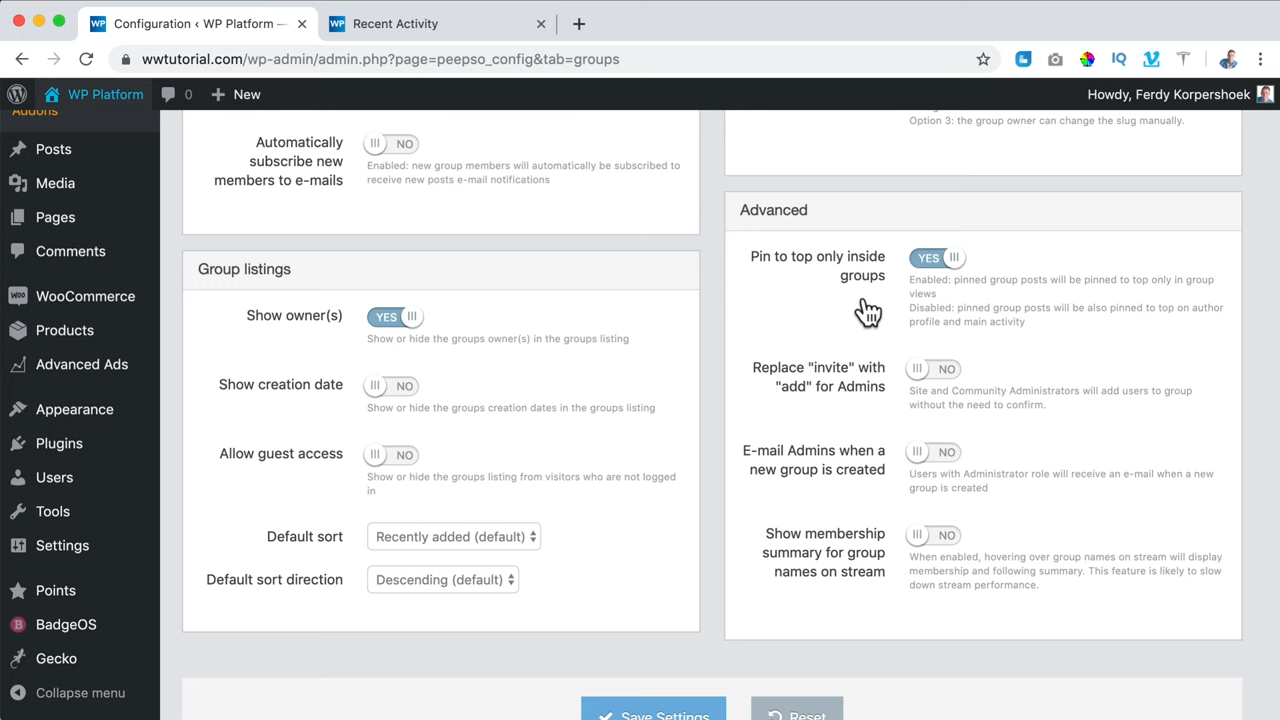 WP Configuration ‹ WP Platform —
WP Recent Activity
wwtutorial.com/wp-admin/admin.php?page=peepso_config&tab=groups
IQ
WP Platform
0
New
Howdy, Ferdy Korpershoek
Addons
Posts
Media
Pages
Comments
Woo WooCommerce
Products
Advanced Ads
Appearance
Plugins
Users
Tools
Settings
Points
B BadgeOS
Gecko
Collapse menu
Automatically
subscribe new
members to e-mails
NO
Enabled: new group members will automatically be subscribed to
receive new posts e-mail notifications
Group listings
Show owner(s)
YES
Show or hide the groups owner(s) in the groups listing
Show creation date
NO
Show or hide the groups creation dates in the groups listing
Allow guest access
NO
Show or hide the groups listing from visitors who are not logged
in
Default sort
Recently added (default)
Default sort direction
Descending (default)
Option 3: the group owner can change the slug manually.
Advanced
Pin to top only inside
groups
YES
Enabled: pinned group posts will be pinned to top only in group
views
Disabled: pinned group posts will be also pinned to top on author
profile and main activity
Replace "invite" with
"add" for Admins
NO
Site and Community Administrators will add users to group
without the need to confirm.
E-mail Admins when a
new group is created
NO
Users with Administrator role will receive an e-mail when a new
group is created
Show membership
summary for group
names on stream
NO
When enabled, hovering over group names on stream will display
membership and following summary. This feature is likely to slow
down stream performance.
Save Settings
Reset